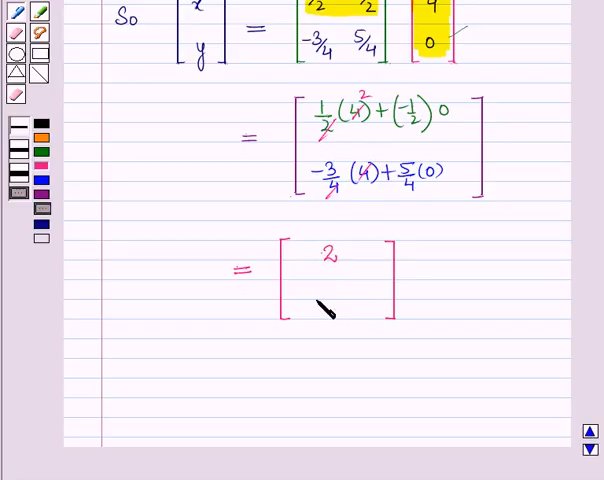 So [x y] = [½ ½ -3/4 5/4] [4 0]
= [1/2 (4)² + (-1/2) 0
-3/4 (4) + 5/4 (0)]
= [2]